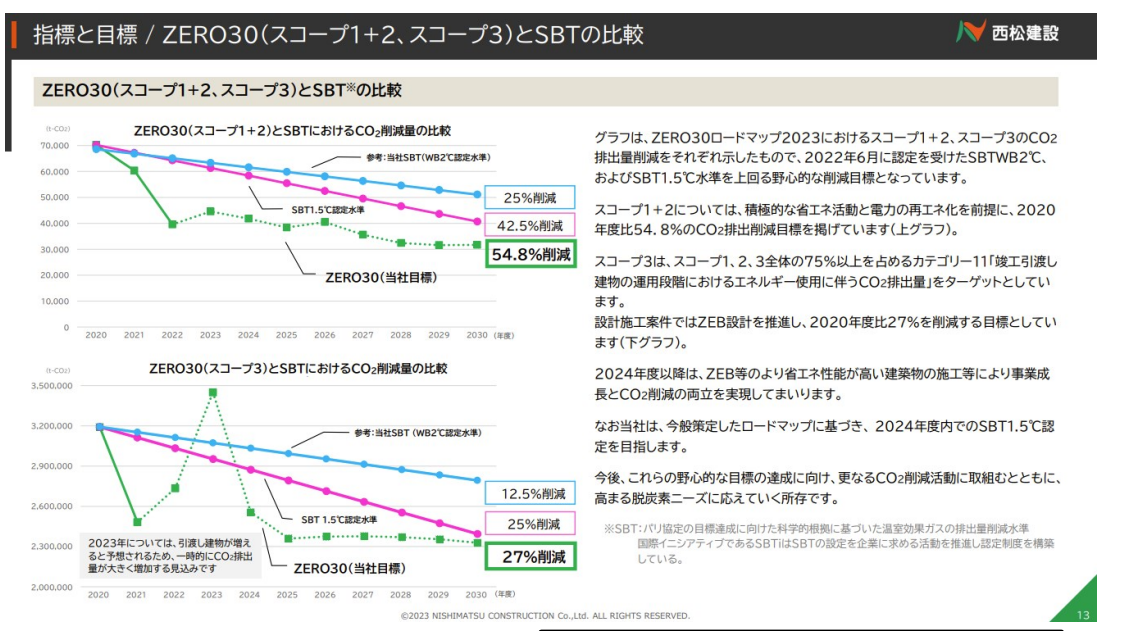 指標と目標 / ZERO30(スコープ1+2、スコープ3)とSBTの比較
西松建設
ZERO30(スコープ1+2、スコープ3)とSBT※の比較
(t-CO₂)
ZERO30(スコープ1+2)とSBTにおけるCO₂削減量の比較
70,000
60,000
50,000
40,000
30,000
20,000
10,000
0
参考:当社SBT(WB2℃認定水準)
SBT1.5℃認定水準
ZERO30(当社目標)
25%削減
42.5%削減
54.8%削減
2020 2021 2022 2023 2024 2025 2026 2027 2028 2029 2030 (年度)
(t-CO₂)
ZERO30(スコープ3)とSBTにおけるCO₂削減量の比較
3,500,000
3,200,000
2,900,000
2,600,000
2,300,000
2,000,000
参考:当社SBT (WB2℃認定水準)
SBT 1.5℃認定水準
ZERO30(当社目標)
12.5%削減
25%削減
27%削減
2023年については、引渡し建物が増え
ると予想されるため、一時的にCO₂排出
量が大きく増加する見込みです
2020 2021 2022 2023 2024 2025 2026 2027 2028 2029 2030 (年度)
グラフは、ZERO30ロードマップ2023におけるスコープ1+2、スコープ3のCO2
排出量削減をそれぞれ示したもので、2022年6月に認定を受けたSBTWB2℃、
およびSBT1.5℃水準を上回る野心的な削減目標となっています。
スコープ1+2については、積極的な省エネ活動と電力の再エネ化を前提に、2020
年度比54.8%のCO₂排出削減目標を掲げています(上グラフ)。
スコープ3は、スコープ1、2、3全体の75%以上を占めるカテゴリー11「竣工引渡し
建物の運用段階におけるエネルギー使用に伴うCO₂排出量」をターゲットとしてい
ます。
設計施工案件ではZEB設計を推進し、2020年度比27%を削減する目標としてい
ます(下グラフ)。
2024年度以降は、ZEB等のより省エネ性能が高い建築物の施工等により事業成
長とCO₂削減の両立を実現してまいります。
なお当社は、今般策定したロードマップに基づき、2024年度内でのSBT1.5℃認
定を目指します。
今後、これらの野心的な目標の達成に向け、更なるCO₂削減活動に取組むとともに、
高まる脱炭素ニーズに応えていく所存です。
※SBT:パリ協定の目標達成に向けた科学的根拠に基づいた温室効果ガスの排出量削減水準
国際イニシアティブであるSBTiはSBTの設定を企業に求める活動を推進し認定制度を構築
している。
©2023 NISHIMATSU CONSTRUCTION Co.,Ltd. ALL RIGHTS RESERVED.
13